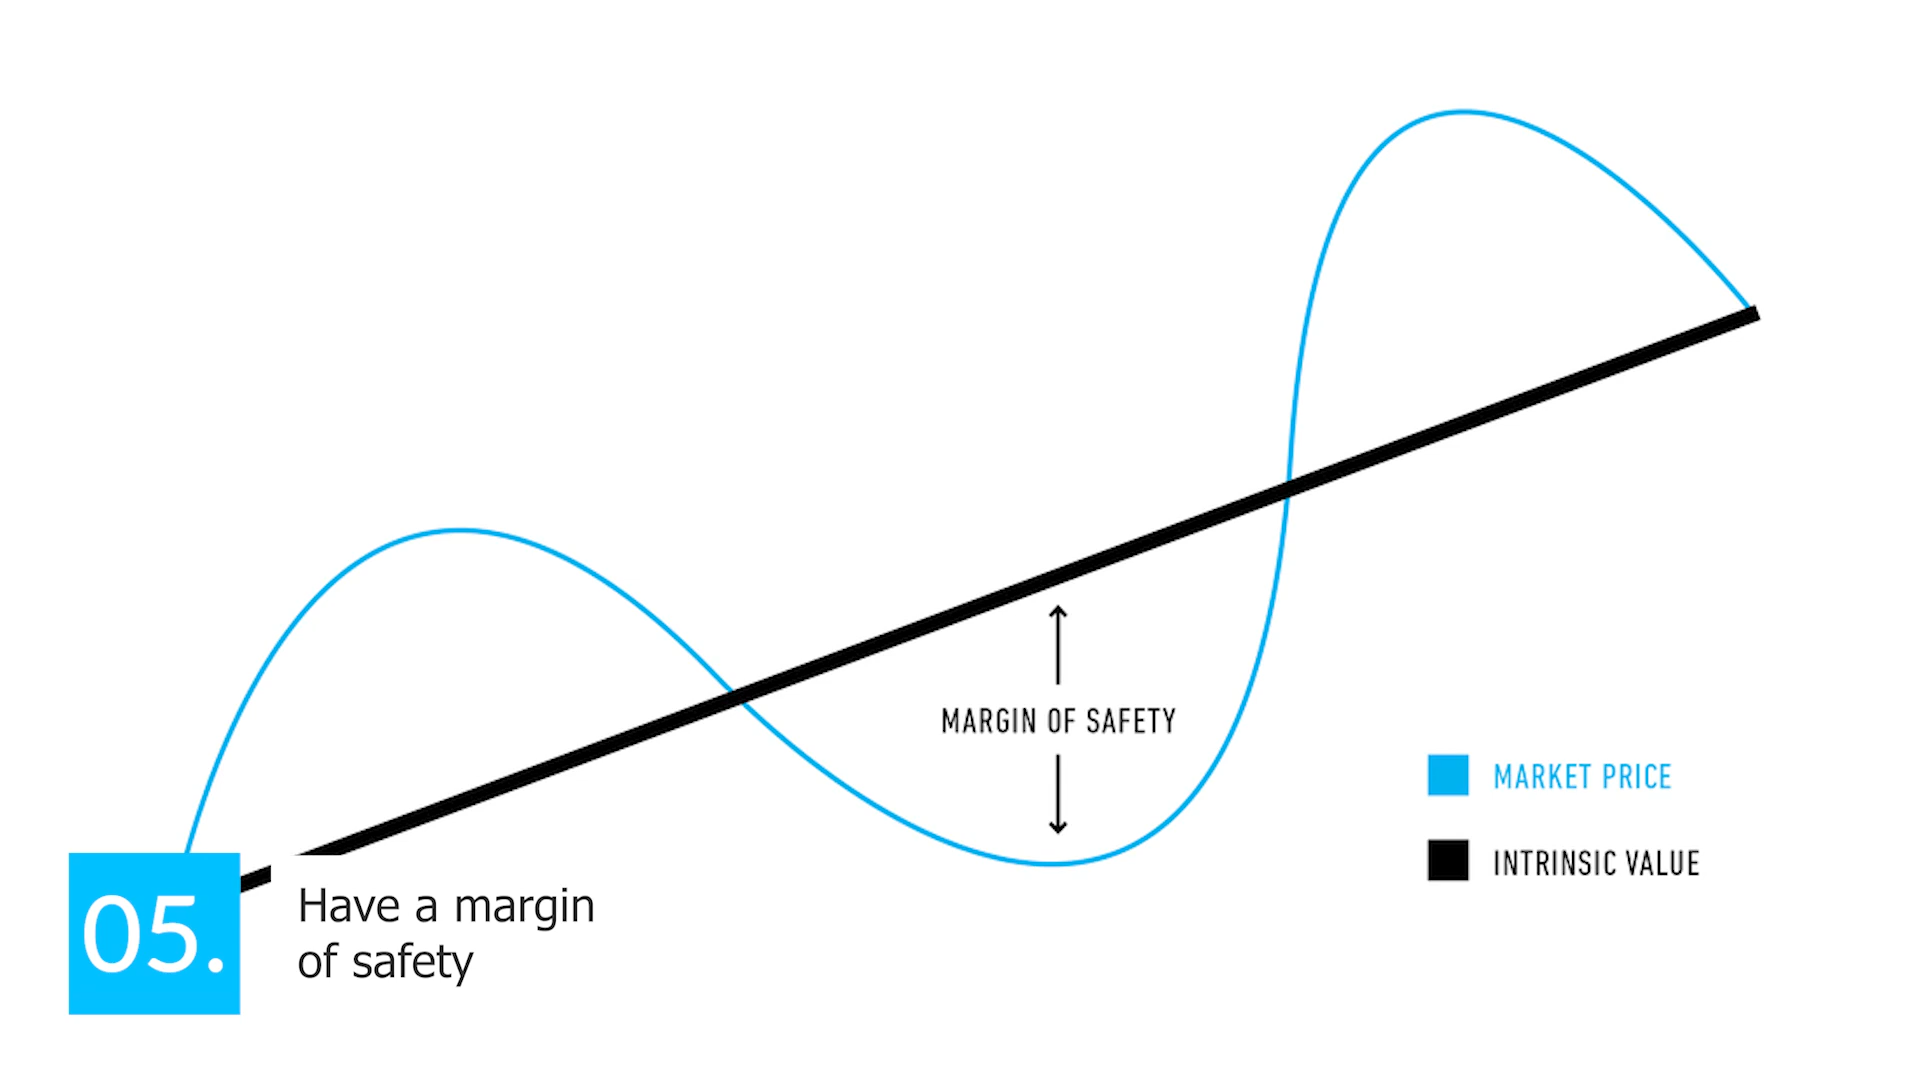 MARGIN OF SAFETY
MARKET PRICE
INTRINSIC VALUE
05.
Have a margin
of safety